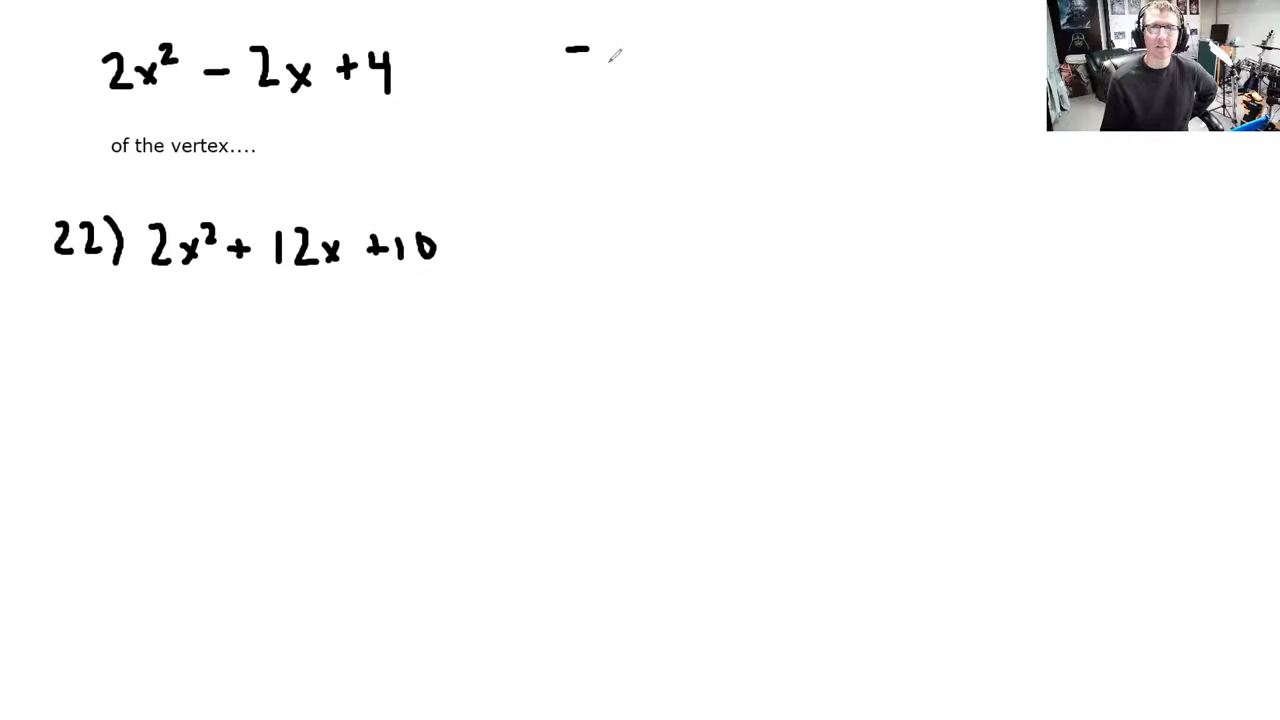 2x² - 2x + 4 -
of the vertex....
22) 2x² + 12x + 10